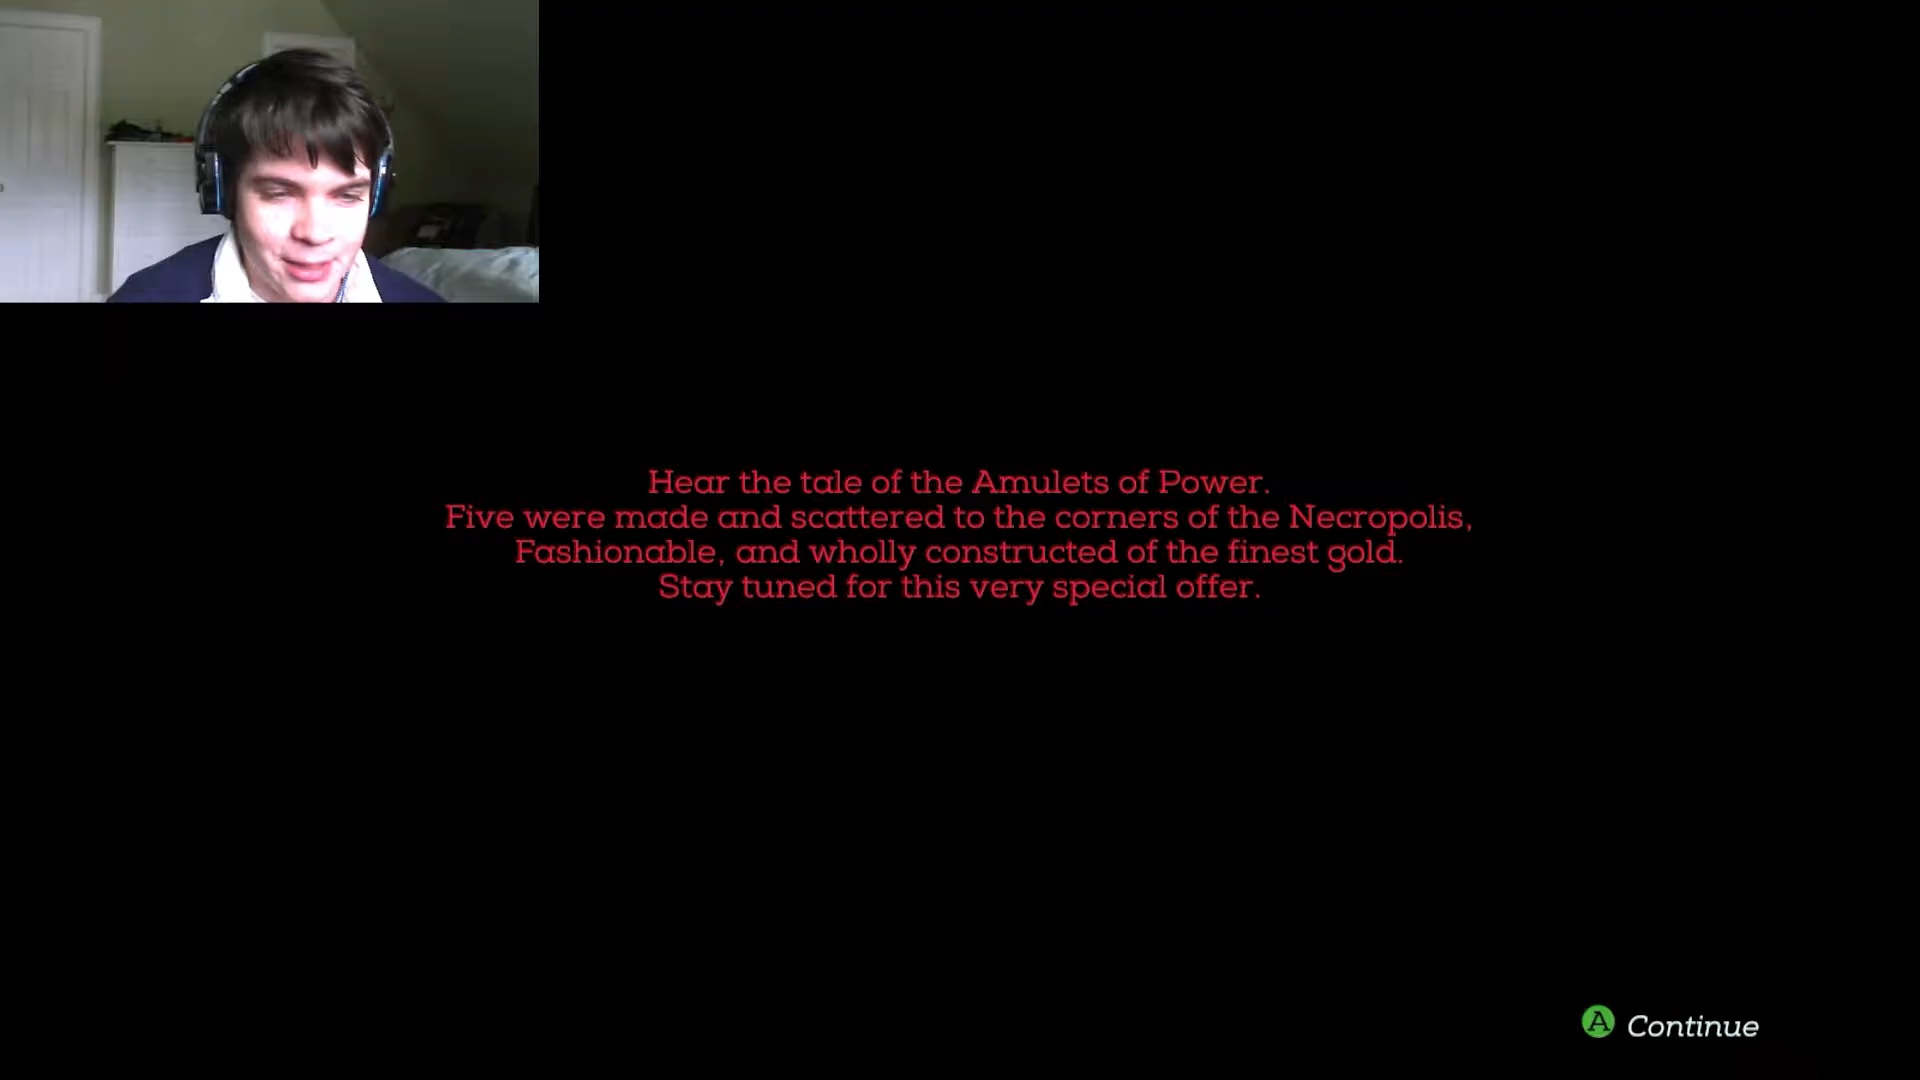 Hear the tale of the Amulets of Power.
Five were made and scattered to the corners of the Necropolis,
Fashionable, and wholly constructed of the finest gold.
Stay tuned for this very special offer.
A Continue